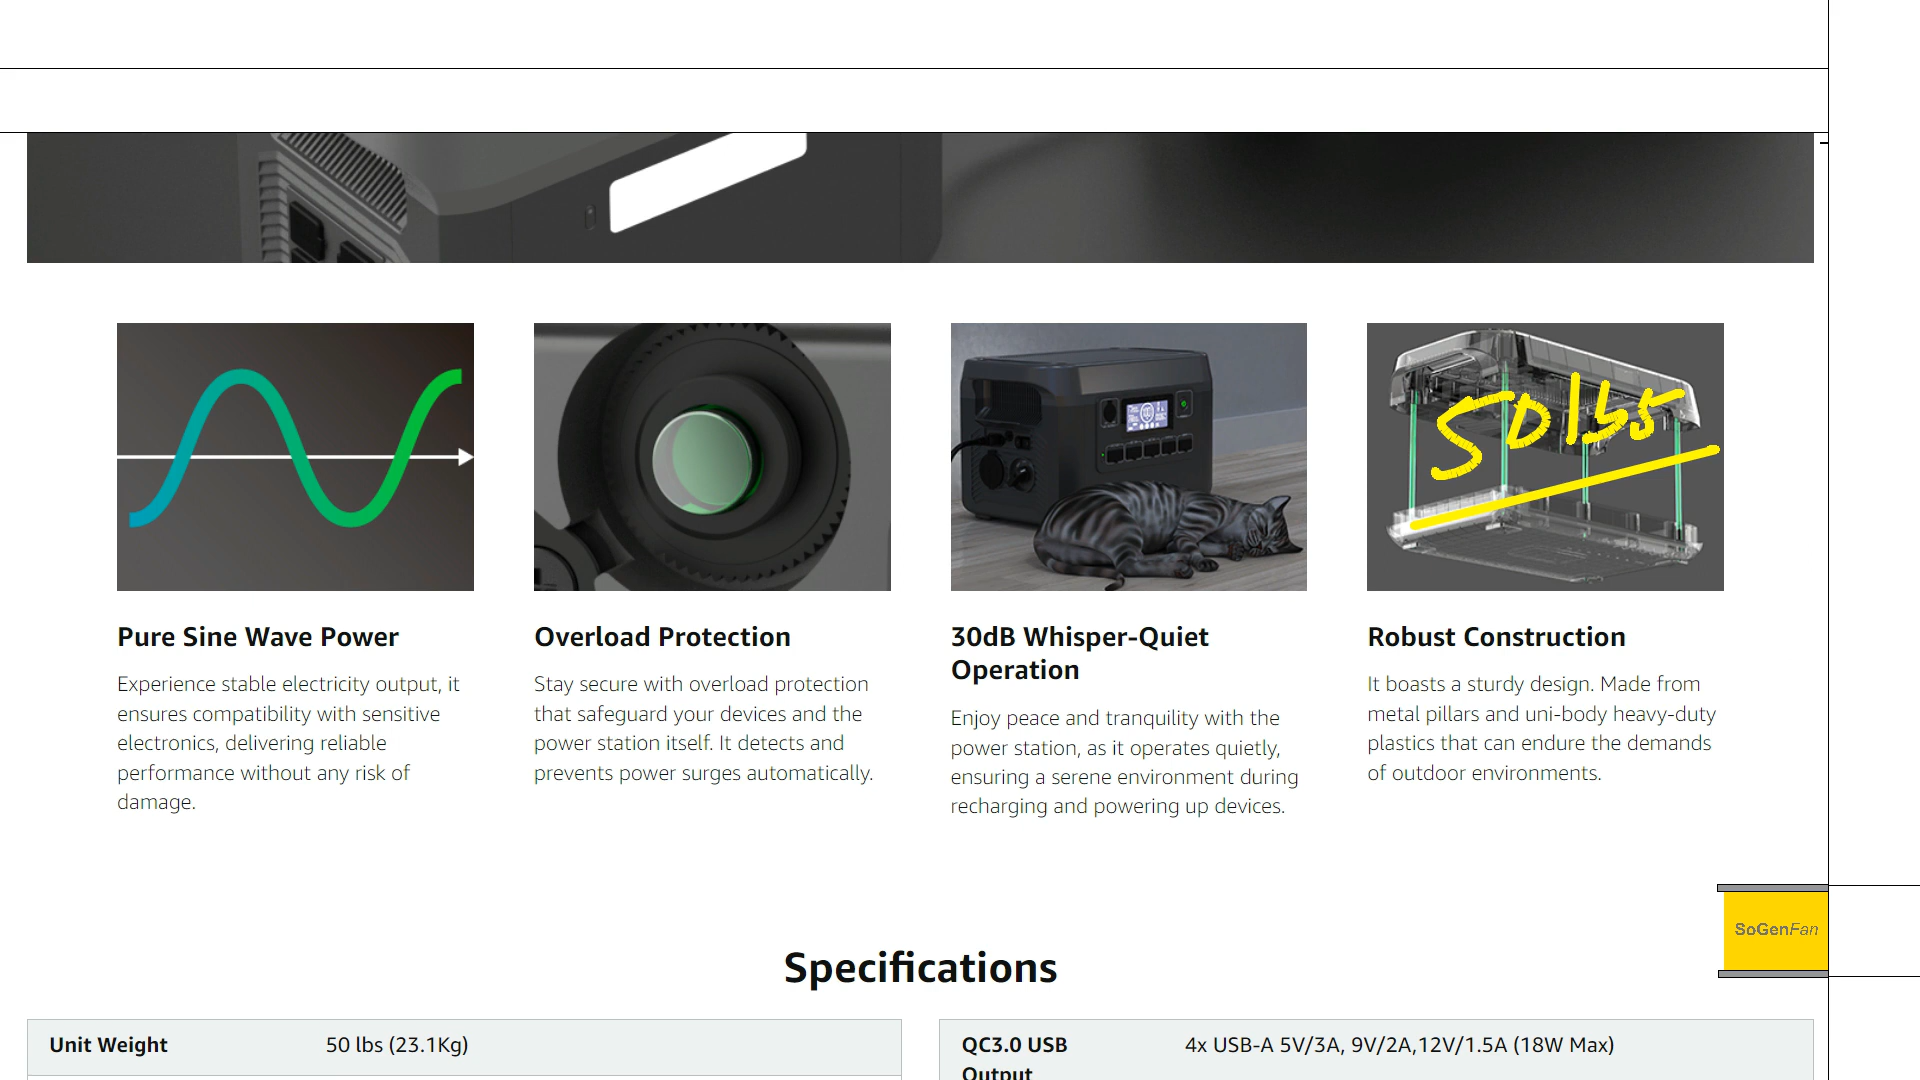 50 lbs
Pure Sine Wave Power
Experience stable electricity output, it
ensures compatibility with sensitive
electronics, delivering reliable
performance without any risk of
damage.
Overload Protection
Stay secure with overload protection
that safeguard your devices and the
power station itself. It detects and
prevents power surges automatically.
30dB Whisper-Quiet
Operation
Enjoy peace and tranquility with the
power station, as it operates quietly,
ensuring a serene environment during
recharging and powering up devices.
Robust Construction
It boasts a sturdy design. Made from
metal pillars and uni-body heavy-duty
plastics that can endure the demands
of outdoor environments.
SoGenFan
Specifications
Unit Weight 50 lbs (23.1Kg)
QC3.0 USB 4x USB-A 5V/3A, 9V/2A,12V/1.5A (18W Max)
Output